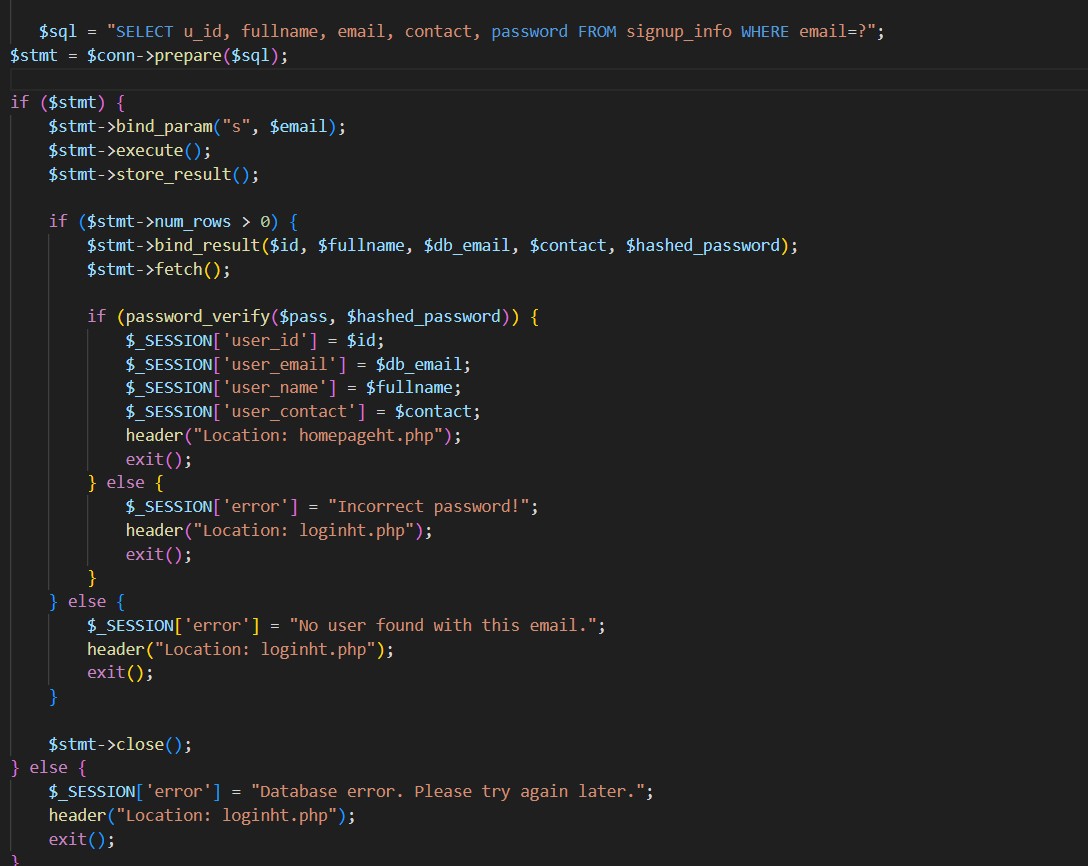 $sql = "SELECT u_id, fullname, email, contact, password FROM signup_info WHERE email=?";
$stmt = $conn->prepare($sql);
if ($stmt) {
$stmt->bind_param("s", $email);
$stmt->execute();
$stmt->store_result();
if ($stmt->num_rows > 0) {
$stmt->bind_result($id, $fullname, $db_email, $contact, $hashed_password);
$stmt->fetch();
if (password_verify($pass, $hashed_password)) {
$_SESSION['user_id'] = $id;
$_SESSION['user_email'] = $db_email;
$_SESSION['user_name'] = $fullname;
$_SESSION['user_contact'] = $contact;
header("Location: homepageht.php");
exit();
} else {
$_SESSION['error'] = "Incorrect password!";
header("Location: loginht.php");
exit();
}
} else {
$_SESSION['error'] = "No user found with this email.";
header("Location: loginht.php");
exit();
}
$stmt->close();
} else {
$_SESSION['error'] = "Database error. Please try again later.";
header("Location: loginht.php");
exit();
}